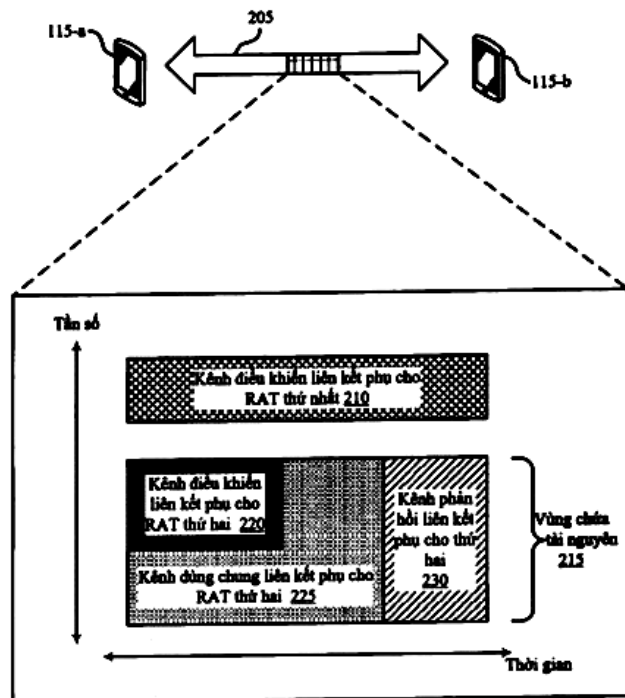 205
115-a
115-b
Tần số
Kênh điều khiển liên kết phụ cho
RAT thứ nhất 210
Kênh điều khiển
liên kết phụ cho
RAT thứ hai 220
Kênh phản
hồi liên kết
phụ cho thứ
hai
230
Vùng chứa
tài nguyên
215
Kênh dùng chung liên kết phụ cho
RAT thứ hai 225
Thời gian